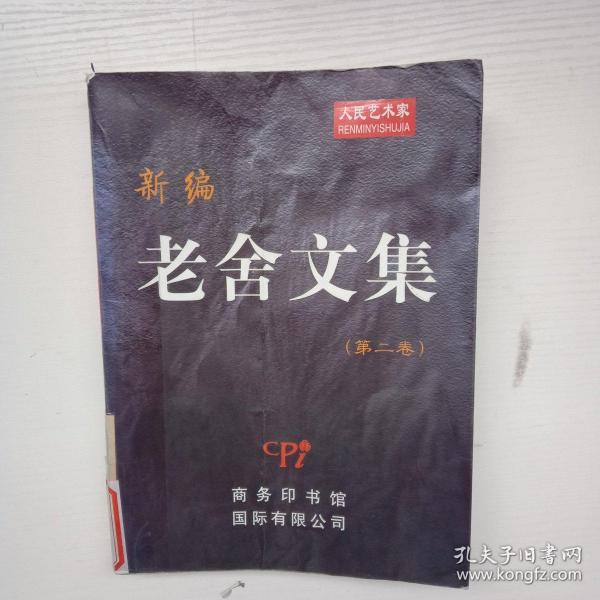 人民艺术家
RENMINYISHUJIA
新编
老舍文集
（第二卷）
CPi
商务印书馆
国际有限公司
孔夫子旧书网
www.kongfz.com